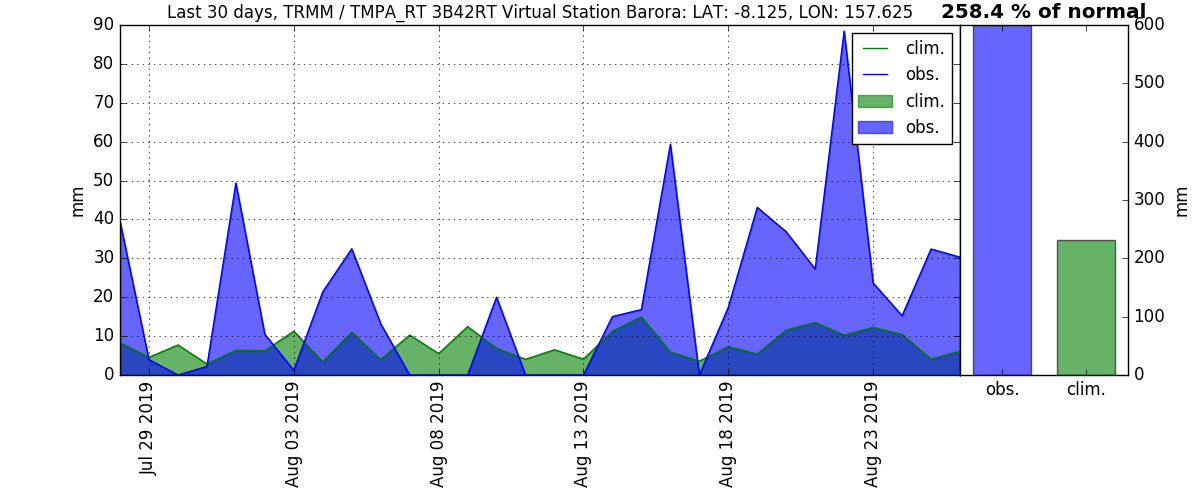 Last 30 days, TRMM / TMPA_RT 3B42RT Virtual Station Barora: LAT: -8.125, LON: 157.625
258.4 % of normal
90
80
70
60
50
40
30
20
10
0
mm
clim.
obs.
clim.
obs.
Jul 29 2019
Aug 03 2019
Aug 08 2019
Aug 13 2019
Aug 18 2019
Aug 23 2019
600
500
400
300
200
100
0
mm
obs.
clim.